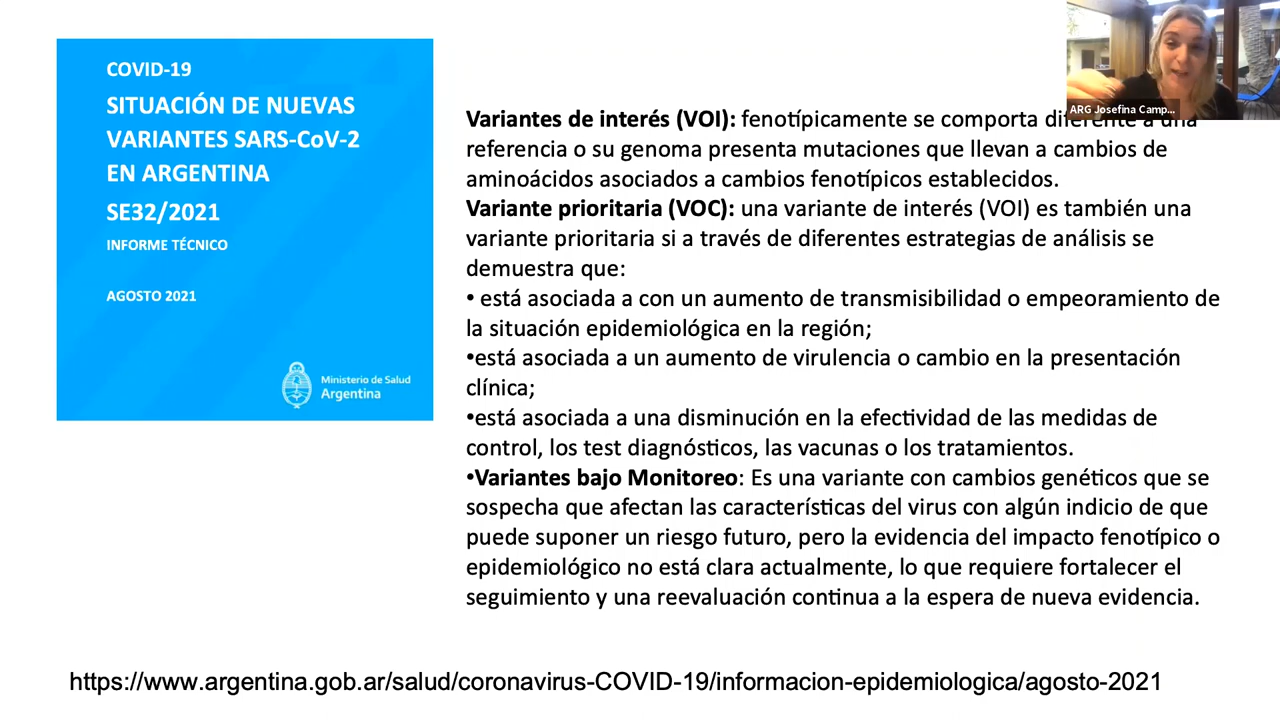 COVID-19
SITUACIÓN DE NUEVAS
VARIANTES SARS-CoV-2
EN ARGENTINA
SE32/2021
INFORME TÉCNICO
AGOSTO 2021
Ministerio de Salud
Argentina
ARG Josefina Camp...
Variantes de interés (VOI): fenotípicamente se comporta diferente a una
referencia o su genoma presenta mutaciones que llevan a cambios de
aminoácidos asociados a cambios fenotípicos establecidos.
Variante prioritaria (VOC): una variante de interés (VOI) es también una
variante prioritaria si a través de diferentes estrategias de análisis se
demuestra que:
• está asociada a con un aumento de transmisibilidad o empeoramiento de
la situación epidemiológica en la región;
•está asociada a un aumento de virulencia o cambio en la presentación
clínica;
•está asociada a una disminución en la efectividad de las medidas de
control, los test diagnósticos, las vacunas o los tratamientos.
•Variantes bajo Monitoreo: Es una variante con cambios genéticos que se
sospecha que afectan las características del virus con algún indicio de que
puede suponer un riesgo futuro, pero la evidencia del impacto fenotípico o
epidemiológico no está clara actualmente, lo que requiere fortalecer el
seguimiento y una reevaluación continua a la espera de nueva evidencia.
https://www.argentina.gob.ar/salud/coronavirus-COVID-19/informacion-epidemiologica/agosto-2021